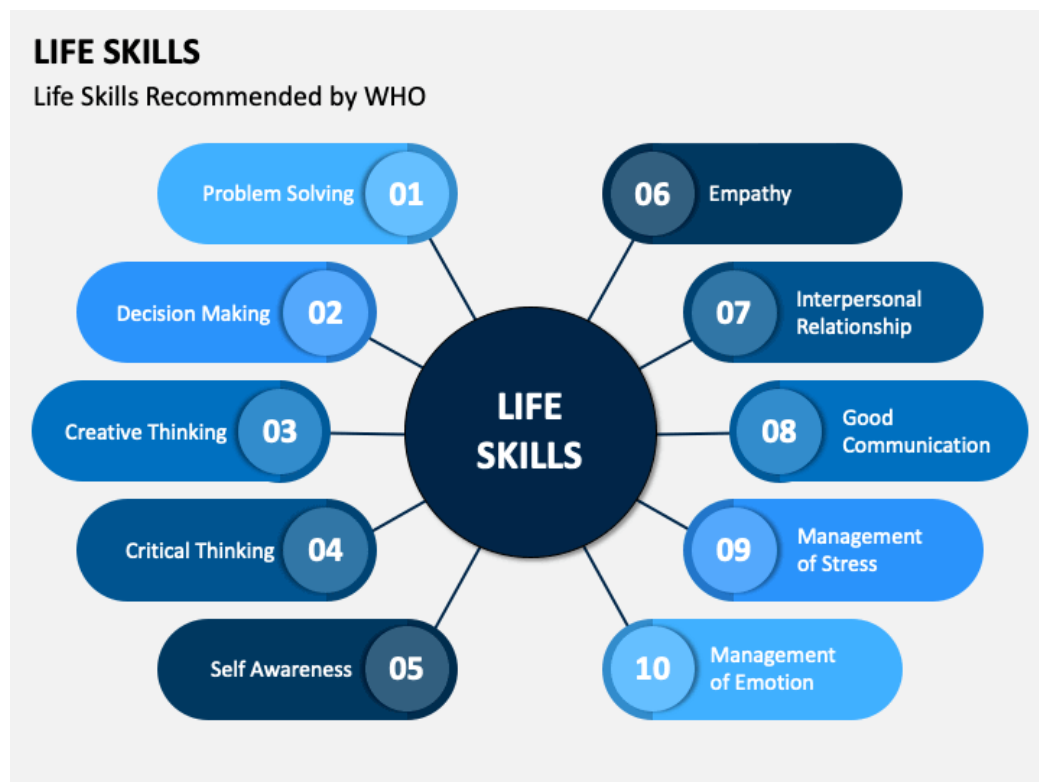 LIFE SKILLS
Life Skills Recommended by WHO
Problem Solving 01
Decision Making 02
Creative Thinking 03
Critical Thinking 04
Self Awareness 05
LIFE
SKILLS
06 Empathy
07 Interpersonal
Relationship
08 Good
Communication
09 Management
of Stress
10 Management
of Emotion